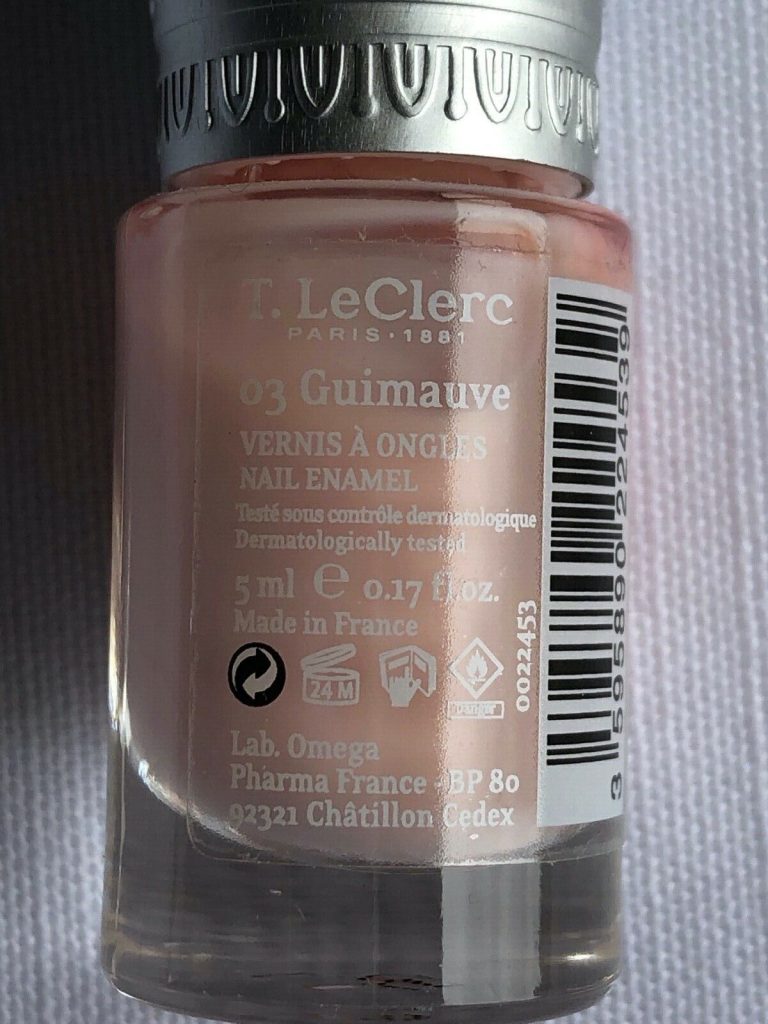 T. LeClerc
PARIS·1881
03 Guimauve
VERNIS À ONGLES
NAIL ENAMEL
Testé sous contrôle dermatologique
Dermatologically tested
5 ml e 0.17 fl.oz.
Made in France
24 M
Danger
0022453
Lab. Omega
Pharma France - BP 80
92321 Châtillon Cedex
3 595890 224539